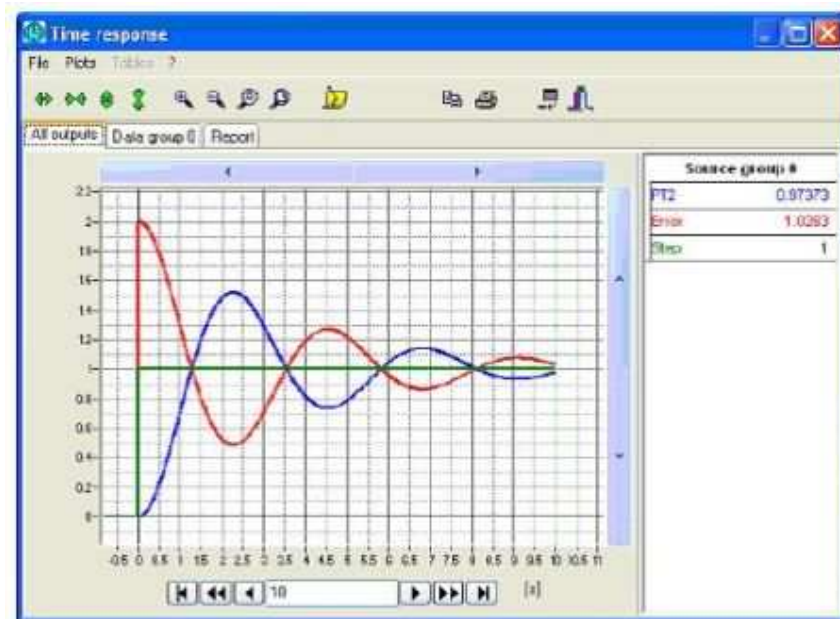 Time response
File Plots Tables ?
All outputs Data group 0 Report
Source group #
PT2 0.97373
Error 1.0263
Step 1
2.2
2
1.8
1.6
1.4
1.2
1
0.8
0.6
0.4
0.2
0
-0.5 0 0.5 1 1.5 2 2.5 3 3.5 4 4.5 5 5.5 6 6.5 7 7.5 8 8.5 9 9.5 10 10.5 11
10 [s]